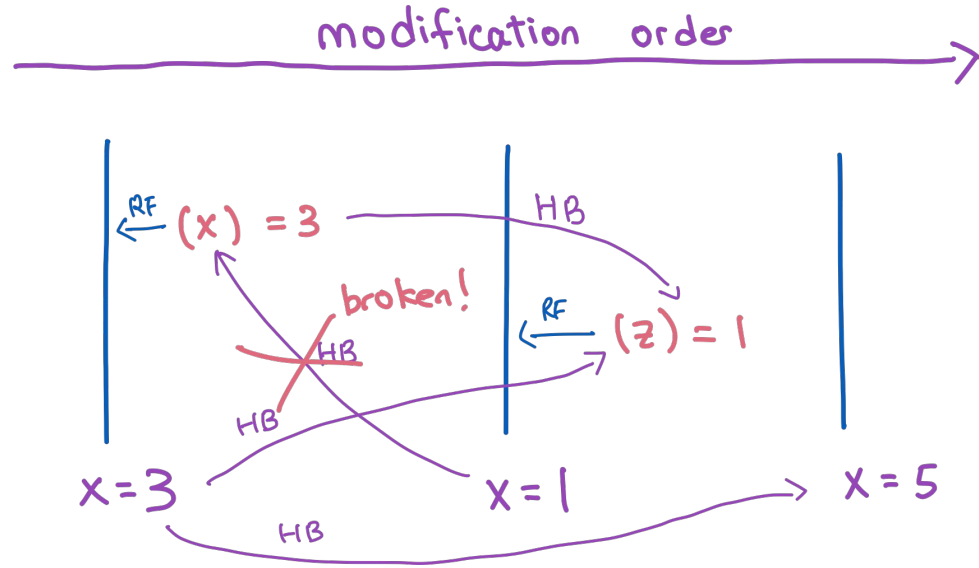 modification order
RF (x) = 3 HB
broken!
RF (z) = 1
HB
HB
x = 3 x = 1 x = 5
HB